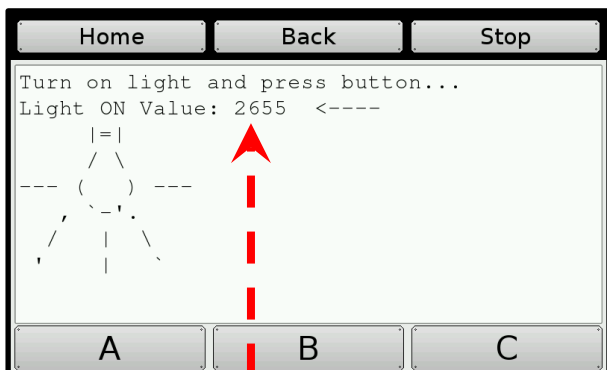 Home Back Stop
Turn on light and press button...
Light ON Value: 2655  <----
      |=|
      / \
--- (   ) ---
   , `-'.
  /   |  \
 '    |   `
A B C